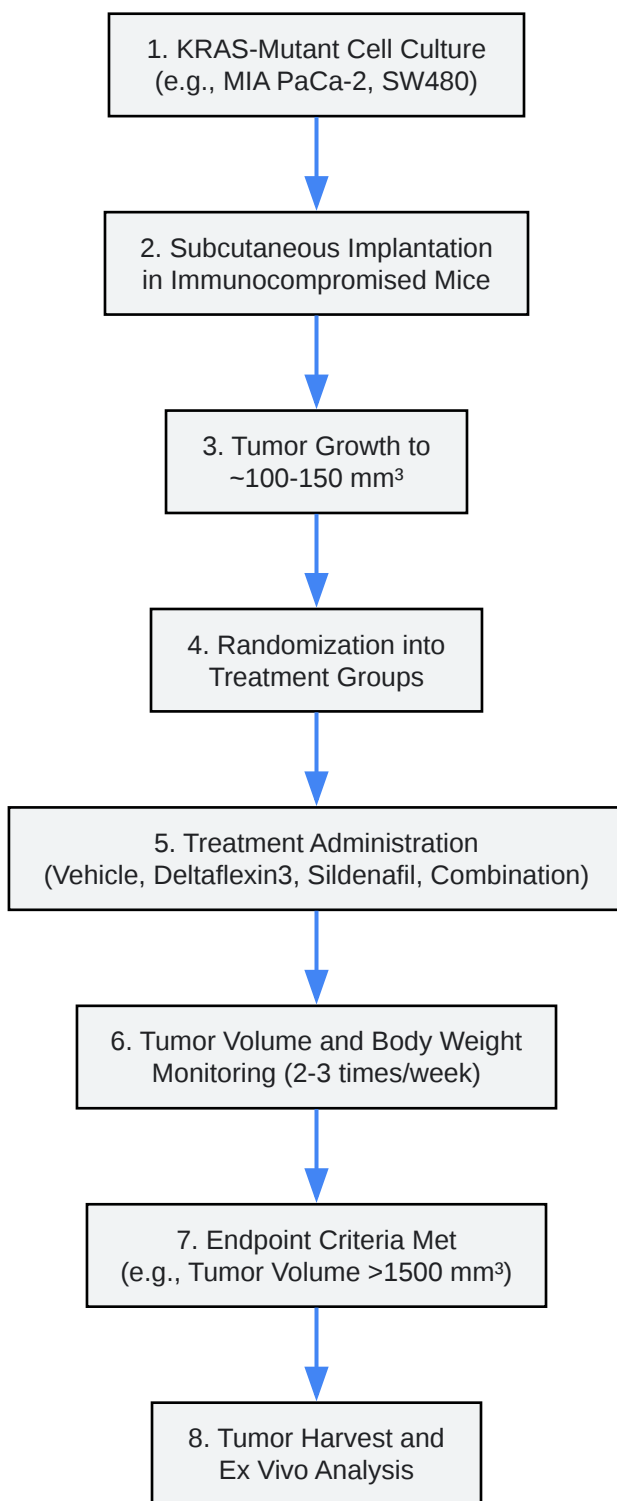 1. KRAS-Mutant Cell Culture
(e.g., MIA PaCa-2, SW480)
2. Subcutaneous Implantation
in Immunocompromised Mice
3. Tumor Growth to
~100-150 mm³
4. Randomization into
Treatment Groups
5. Treatment Administration
(Vehicle, Deltaflexin3, Sildenafil, Combination)
6. Tumor Volume and Body Weight
Monitoring (2-3 times/week)
7. Endpoint Criteria Met
(e.g., Tumor Volume >1500 mm³)
8. Tumor Harvest and
Ex Vivo Analysis